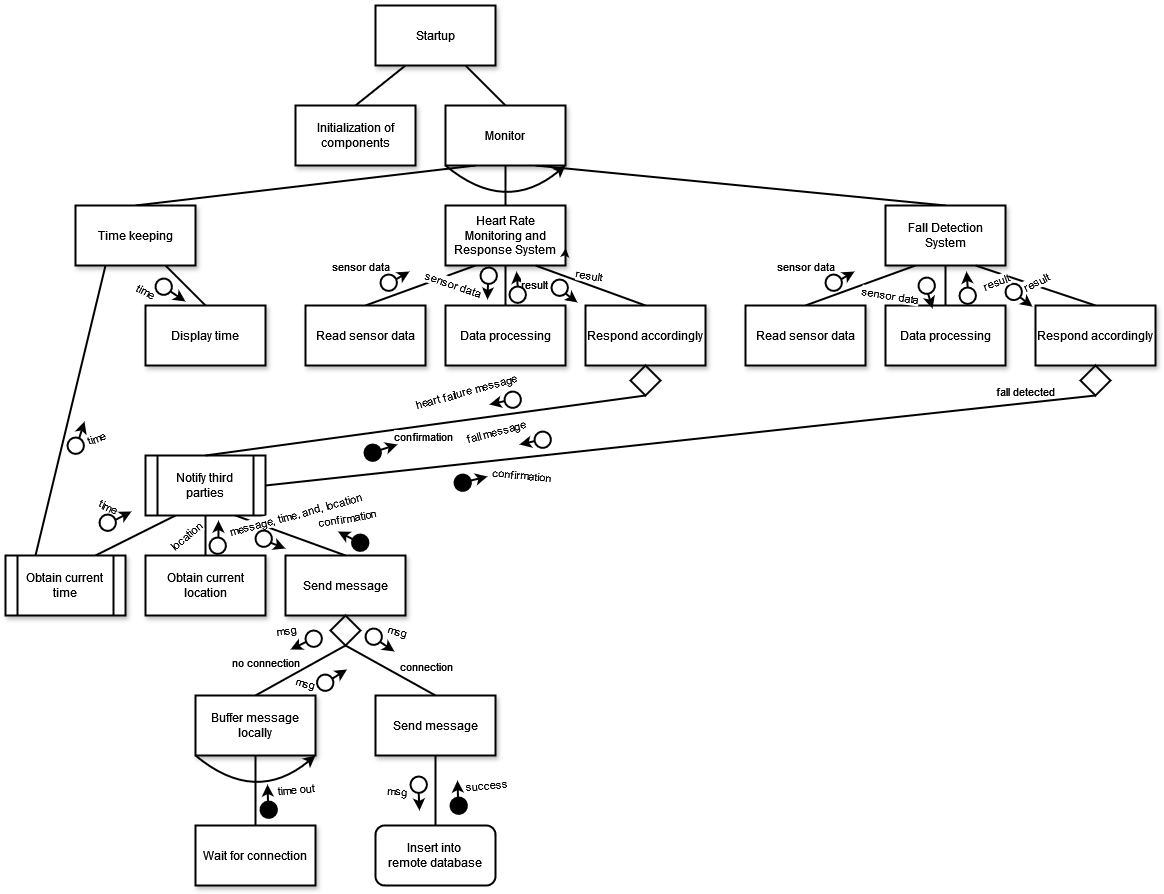 Startup
Initialization of
components
Monitor
Time keeping
Heart Rate
Monitoring and
Response System
Fall Detection
System
time
sensor data
sensor data
result
result
sensor data
sensor data
result
result
Display time
Read sensor data
Data processing
Respond accordingly
Read sensor data
Data processing
Respond accordingly
heart failure message
fall detected
time
confirmation
fall message
confirmation
Notify third
parties
time
location
message, time, and, location
confirmation
Obtain current
time
Obtain current
location
Send message
msg
msg
no connection
connection
msg
Buffer message
locally
Send message
time out
msg
success
Wait for connection
Insert into
remote database